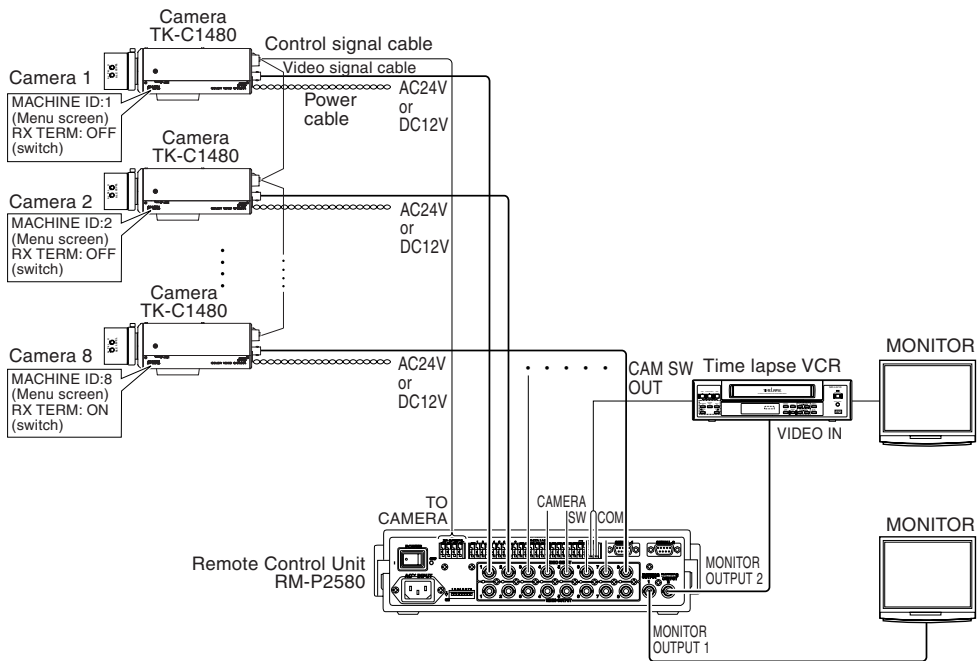 Camera
TK-C1480
Control signal cable
Video signal cable
Camera 1
MACHINE ID:1
(Menu screen)
RX TERM: OFF
(switch)
Power
cable
AC24V
or
DC12V
Camera
TK-C1480
Camera 2
MACHINE ID:2
(Menu screen)
RX TERM: OFF
(switch)
AC24V
or
DC12V
Camera
TK-C1480
Camera 8
MACHINE ID:8
(Menu screen)
RX TERM: ON
(switch)
AC24V
or
DC12V
CAM SW
OUT
Time lapse VCR
VIDEO IN
MONITOR
TO
CAMERA
CAMERA
SW
COM
MONITOR
Remote Control Unit
RM-P2580
MONITOR
OUTPUT 2
MONITOR
OUTPUT 1